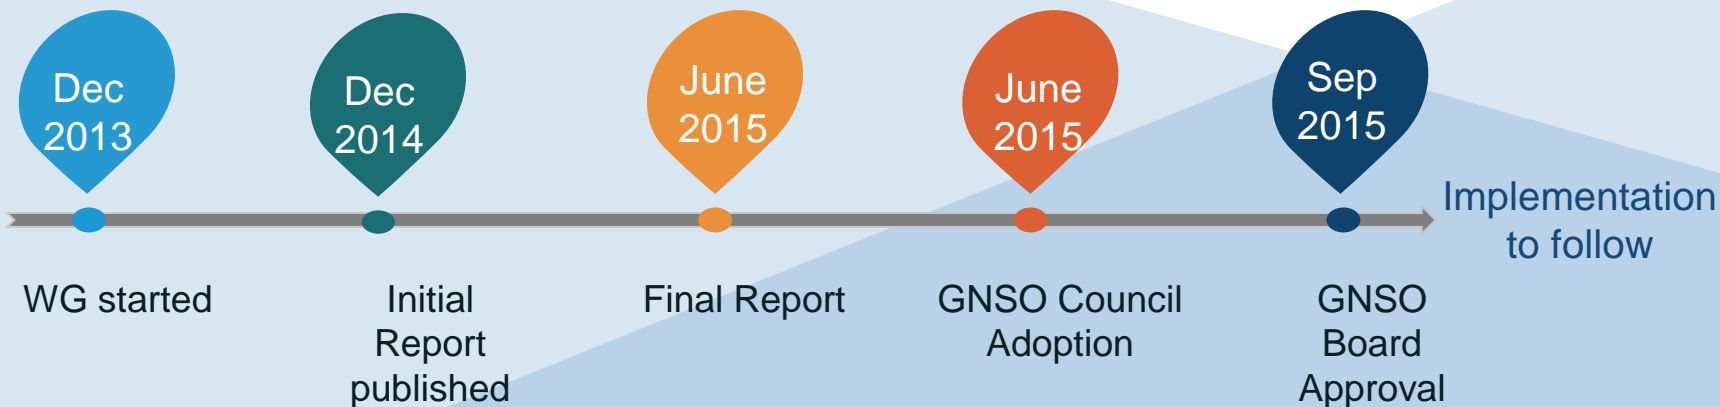 Dec
2013
Dec
2014
June
2015
June
2015
Sep
2015
Implementation
to follow
WG started
Initial
Report
published
Final Report
GNSO Council
Adoption
GNSO
Board
Approval